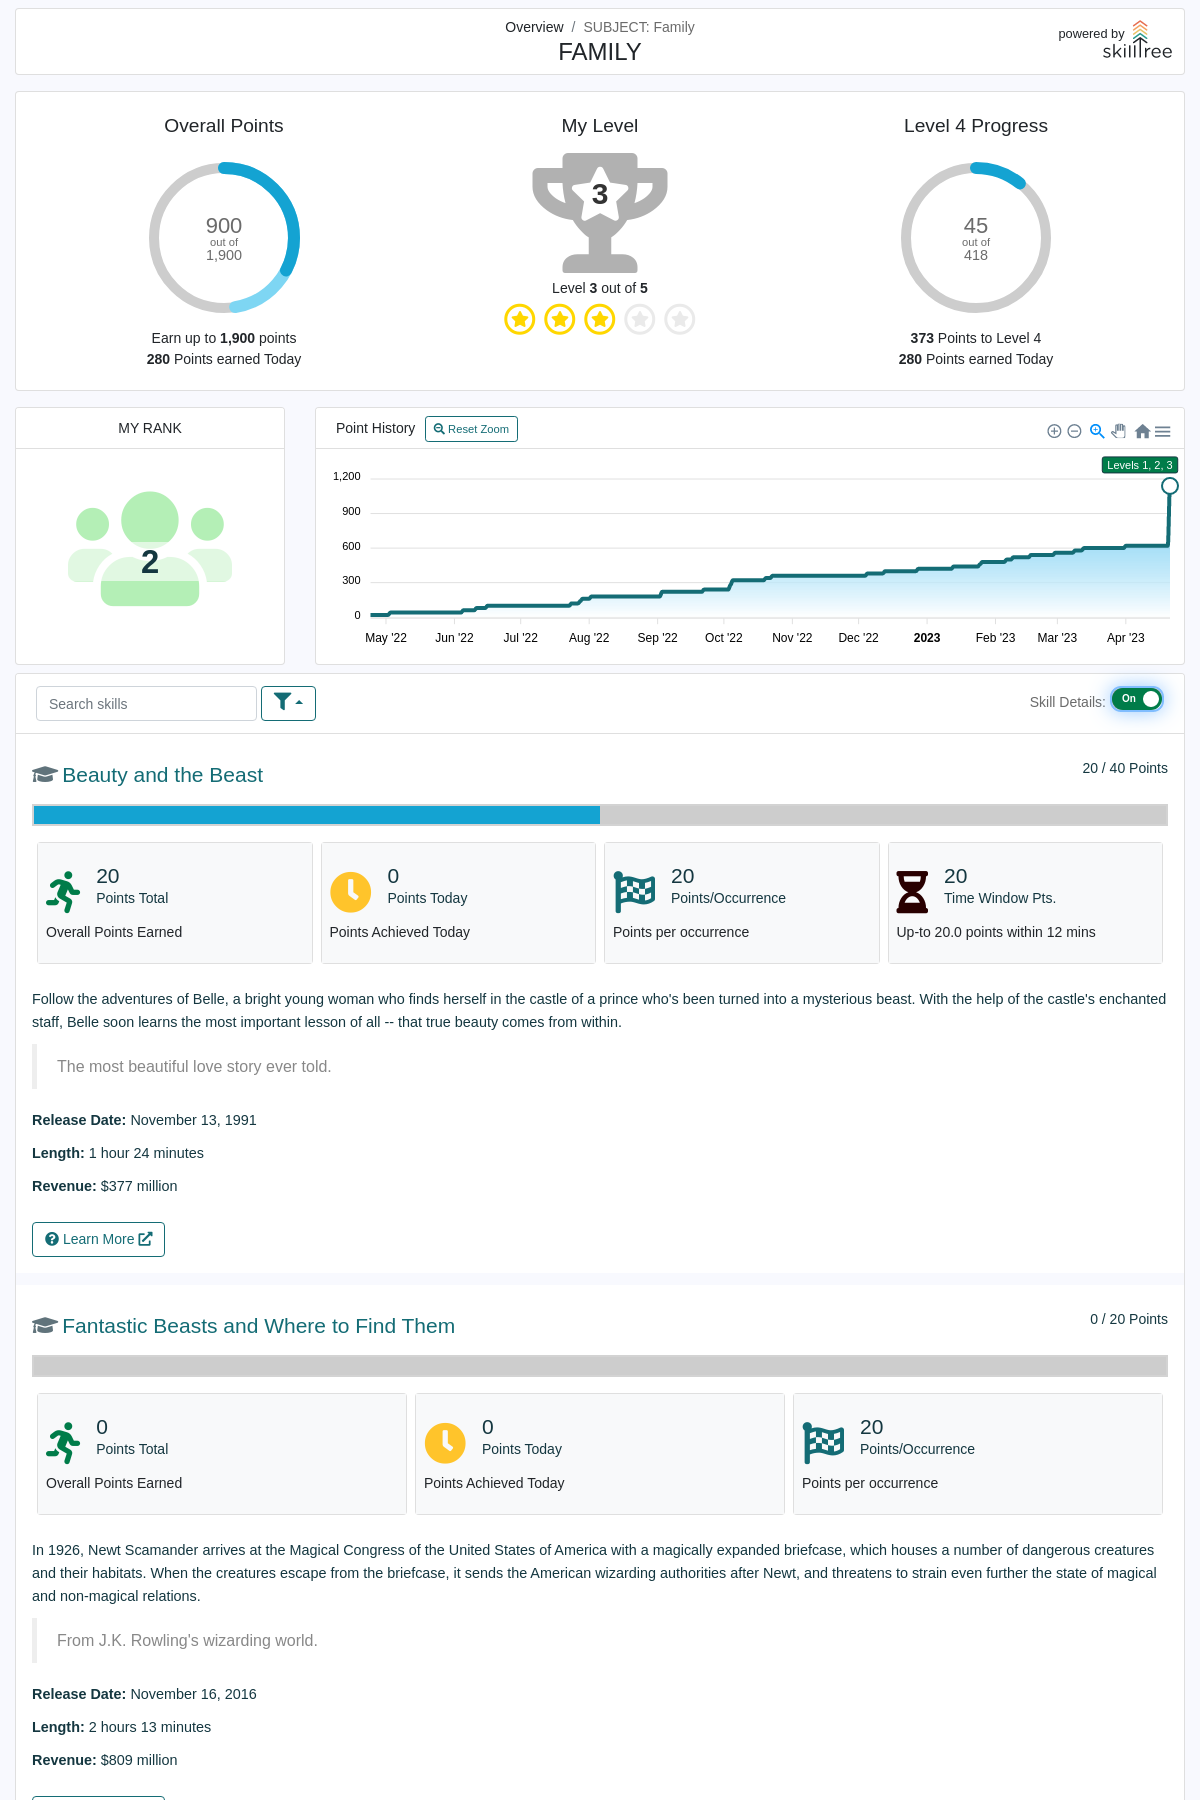 Overview / SUBJECT: Family
FAMILY
powered by
skilltree
Overall Points
900
out of
1,900
Earn up to 1,900 points
280 Points earned Today
My Level
3
Level 3 out of 5
Level 4 Progress
45
out of
418
373 Points to Level 4
280 Points earned Today
MY RANK
2
Point History
Reset Zoom
Levels 1, 2, 3
1,200
900
600
300
0
May '22 Jun '22 Jul '22 Aug '22 Sep '22 Oct '22 Nov '22 Dec '22 2023 Feb '23 Mar '23 Apr '23
Search skills
Skill Details: On
Beauty and the Beast
20 / 40 Points
20
Points Total
Overall Points Earned
0
Points Today
Points Achieved Today
20
Points/Occurrence
Points per occurrence
20
Time Window Pts.
Up-to 20.0 points within 12 mins
Follow the adventures of Belle, a bright young woman who finds herself in the castle of a prince who's been turned into a mysterious beast. With the help of the castle's enchanted
staff, Belle soon learns the most important lesson of all -- that true beauty comes from within.
The most beautiful love story ever told.
Release Date: November 13, 1991
Length: 1 hour 24 minutes
Revenue: $377 million
Learn More
Fantastic Beasts and Where to Find Them
0 / 20 Points
0
Points Total
Overall Points Earned
0
Points Today
Points Achieved Today
20
Points/Occurrence
Points per occurrence
In 1926, Newt Scamander arrives at the Magical Congress of the United States of America with a magically expanded briefcase, which houses a number of dangerous creatures
and their habitats. When the creatures escape from the briefcase, it sends the American wizarding authorities after Newt, and threatens to strain even further the state of magical
and non-magical relations.
From J.K. Rowling's wizarding world.
Release Date: November 16, 2016
Length: 2 hours 13 minutes
Revenue: $809 million